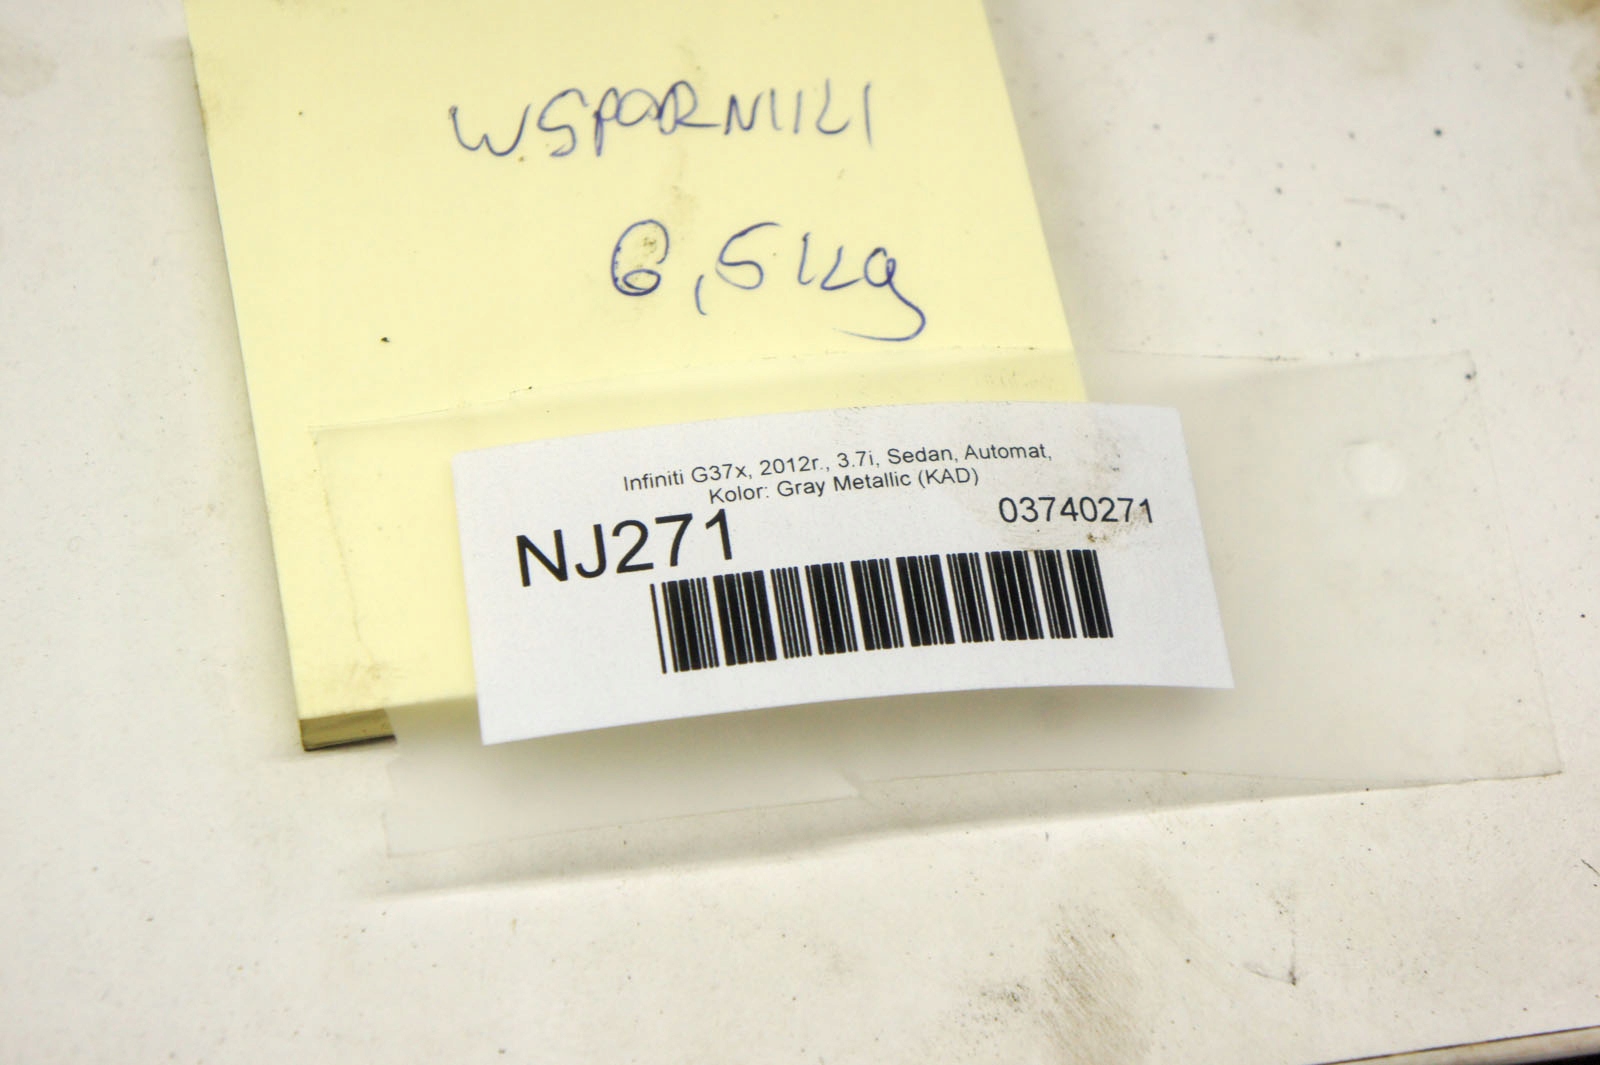 WSPORNIKI
6,5kg
Infiniti G37x, 2012r., 3.7i, Sedan, Automat,
Kolor: Gray Metallic (KAD)
NJ271
03740271